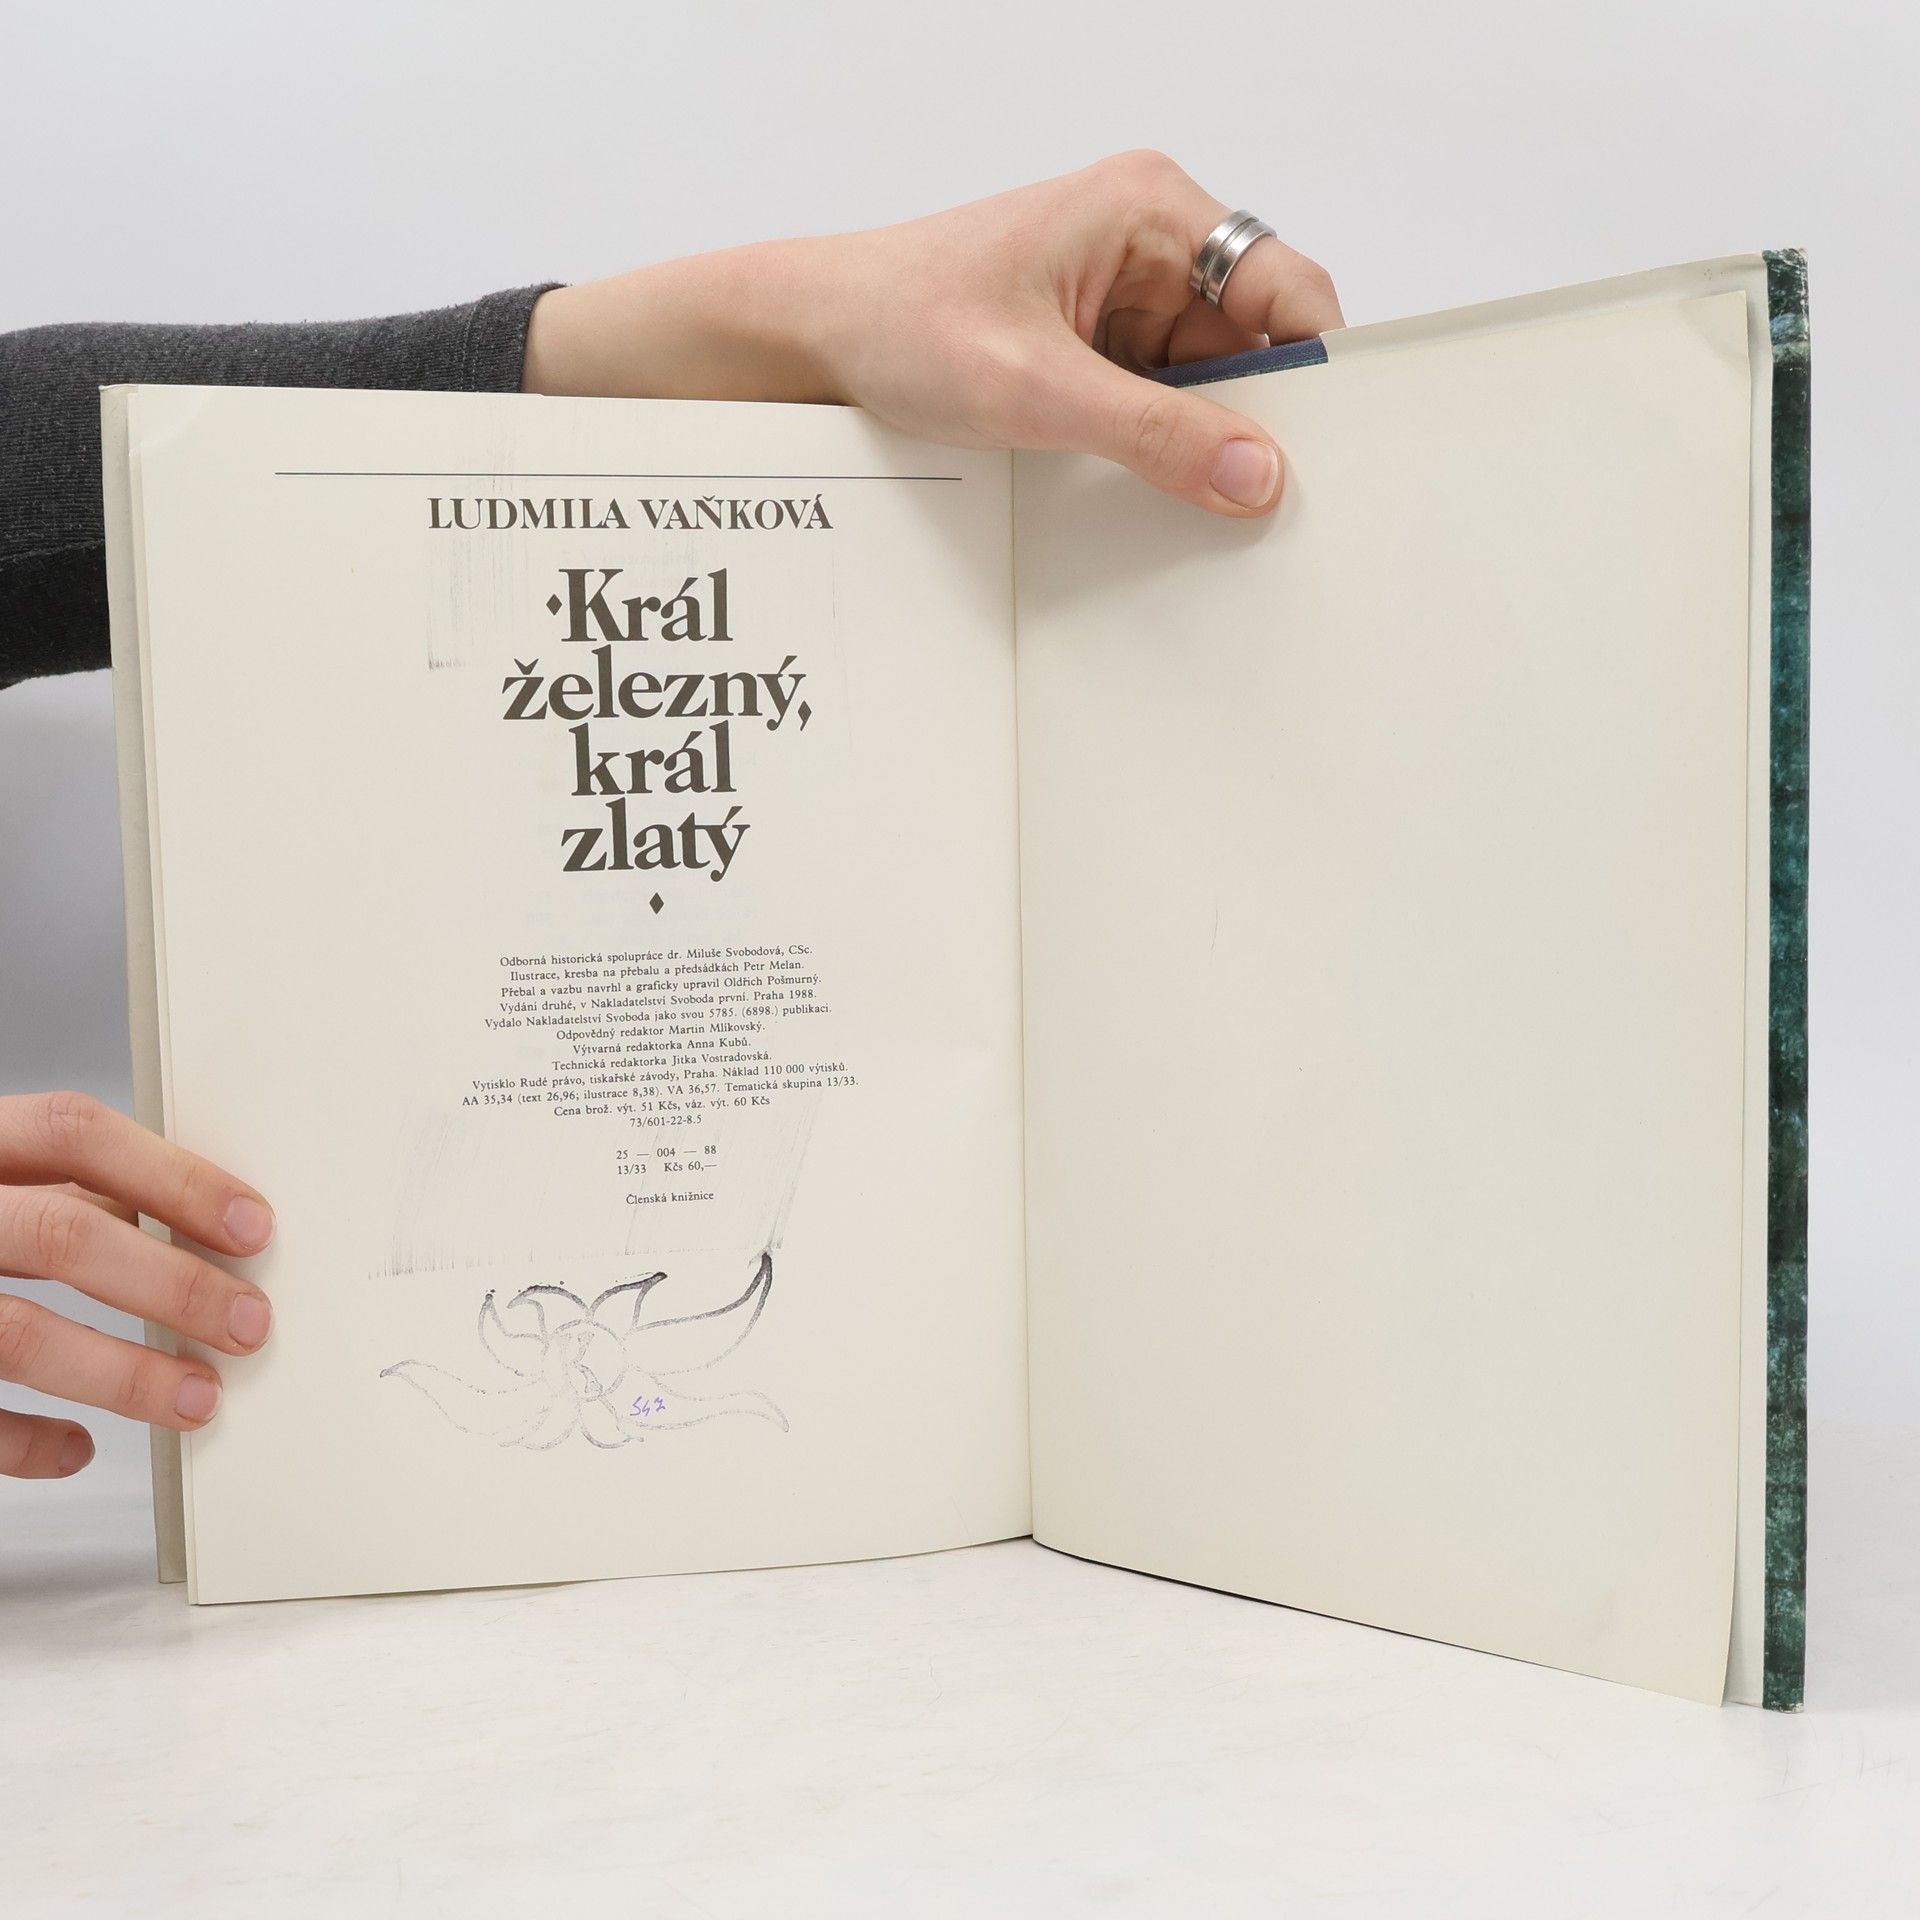 LUDMILA VAŇKOVÁ
Král
železný,
král
zlatý
Odborná historická spolupráce dr. Miluše Svobodová, CSc.
Ilustrace, kresba na přebalu a předsádkách Petr Melan.
Přebal a vazbu navrhl a graficky upravil Oldřich Pošmurný.
Vydání druhé, v Nakladatelství Svoboda první. Praha 1988.
Vydalo Nakladatelství Svoboda jako svou 5785. (6898.) publikaci.
Odpovědný redaktor Martin Mlíkovský.
Výtvarná redaktorka Anna Kubů.
Technická redaktorka Jitka Vostradovská.
Vytisklo Rudé právo, tiskařské závody, Praha. Náklad 110 000 výtisků.
AA 35,34 (text 26,96; ilustrace 8,38). VA 36,57. Tematická skupina 13/33.
Cena brož. výt. 51 Kčs, váz. výt. 60 Kčs
73/601-22-8.5
25 — 004 — 88
13/33 Kčs 60,—
Členská knižnice